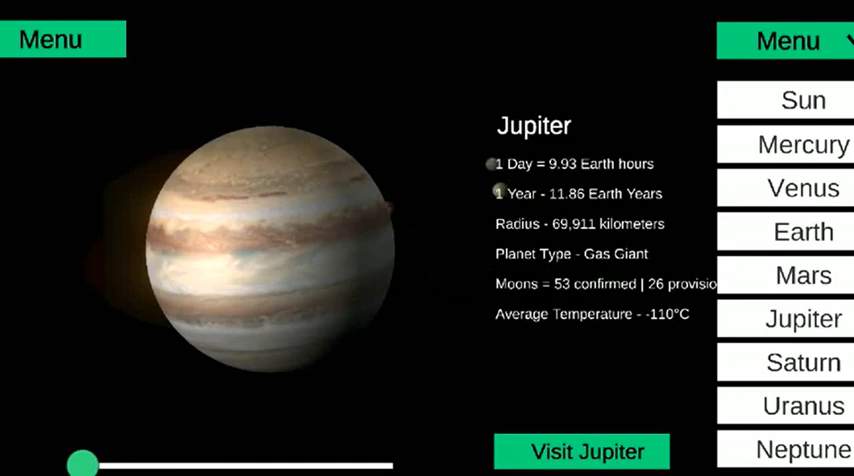 Menu
Jupiter
1 Day = 9.93 Earth hours
1 Year - 11.86 Earth Years
Radius - 69,911 kilometers
Planet Type - Gas Giant
Moons = 53 confirmed | 26 provisio
Average Temperature - -110°C
Visit Jupiter
Menu
Sun
Mercury
Venus
Earth
Mars
Jupiter
Saturn
Uranus
Neptune